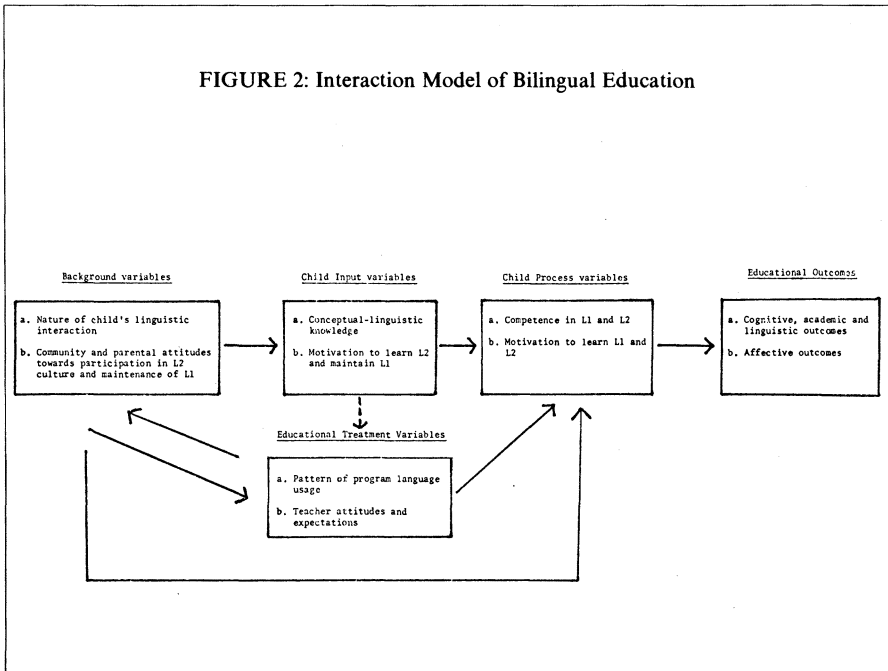 FIGURE 2: Interaction Model of Bilingual Education
Background variables
a. Nature of child's linguistic
interaction
b. Community and parental attitudes
towards participation in L2
culture and maintenance of L1
Child Input variables
a. Conceptual-linguistic
knowledge
b. Motivation to learn L2
and maintain L1
Child Process variables
a. Competence in L1 and L2
b. Motivation to learn L1 and
L2
Educational Outcomes
a. Cognitive, academic and
linguistic outcomes
b. Affective outcomes
Educational Treatment Variables
a. Pattern of program language
usage
b. Teacher attitudes and
expectations